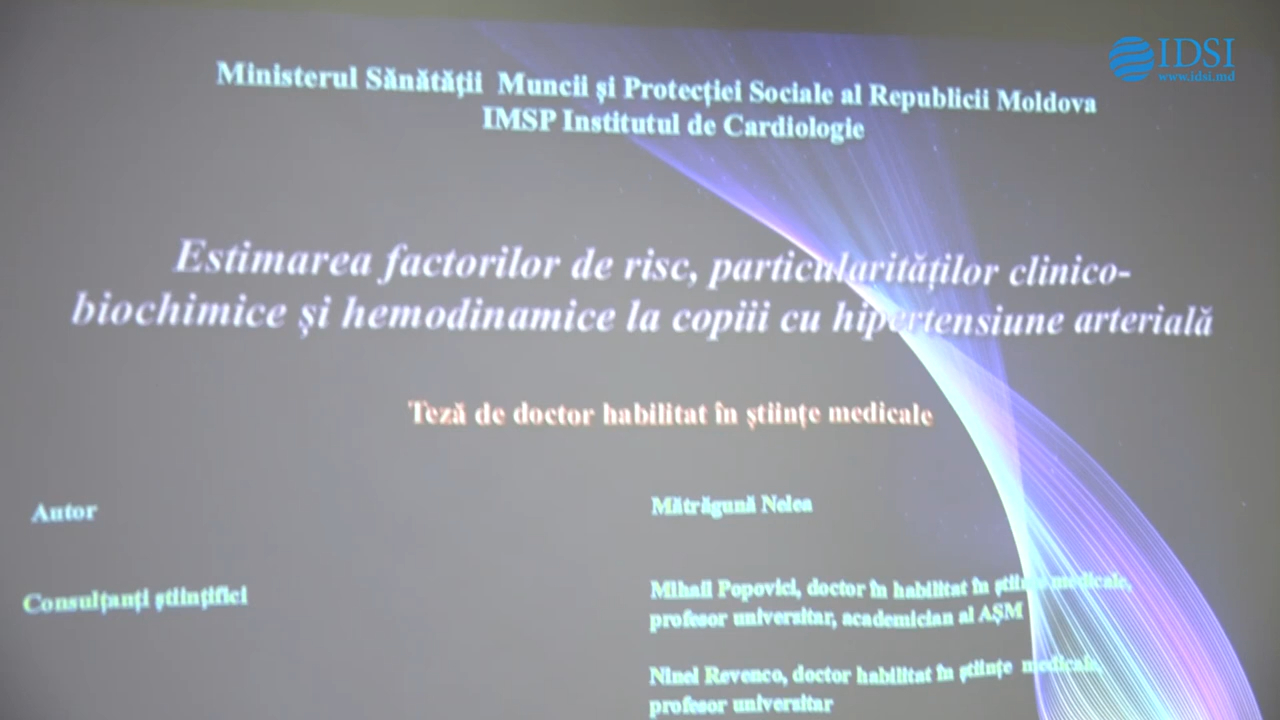 IDSI
www.idsi.md
Ministerul Sănătății Muncii și Protecției Sociale al Republicii Moldova
IMSP Institutul de Cardiologie
Estimarea factorilor de risc, particularităților clinico-
biochimice și hemodinamice la copiii cu hipertensiune arterială
Teză de doctor habilitat în științe medicale
Autor
Mătrăgună Nelea
Consultanți științifici
Mihail Popovici, doctor în habilitat în științe medicale,
profesor universitar, academician al AȘM
Ninel Revenco, doctor habilitat în științe medicale,
profesor universitar